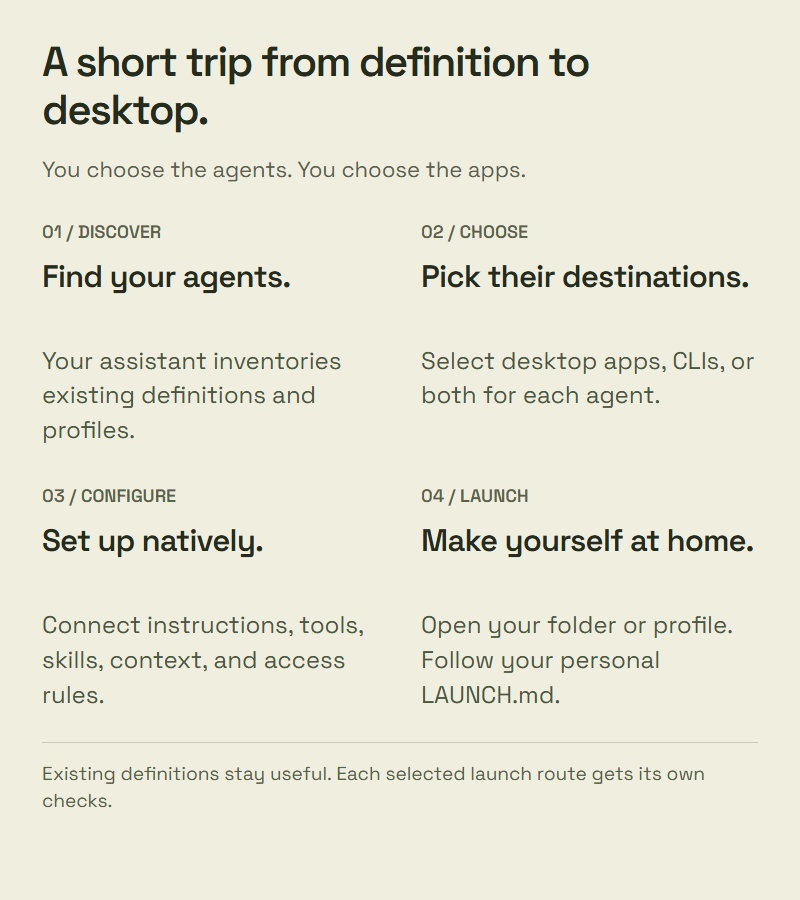 A short trip from definition to
desktop.
You choose the agents. You choose the apps.
01 / DISCOVER
Find your agents.
Your assistant inventories
existing definitions and
profiles.
02 / CHOOSE
Pick their destinations.
Select desktop apps, CLIs, or
both for each agent.
03 / CONFIGURE
Set up natively.
Connect instructions, tools,
skills, context, and access
rules.
04 / LAUNCH
Make yourself at home.
Open your folder or profile.
Follow your personal
LAUNCH.md.
Existing definitions stay useful. Each selected launch route gets its own
checks.